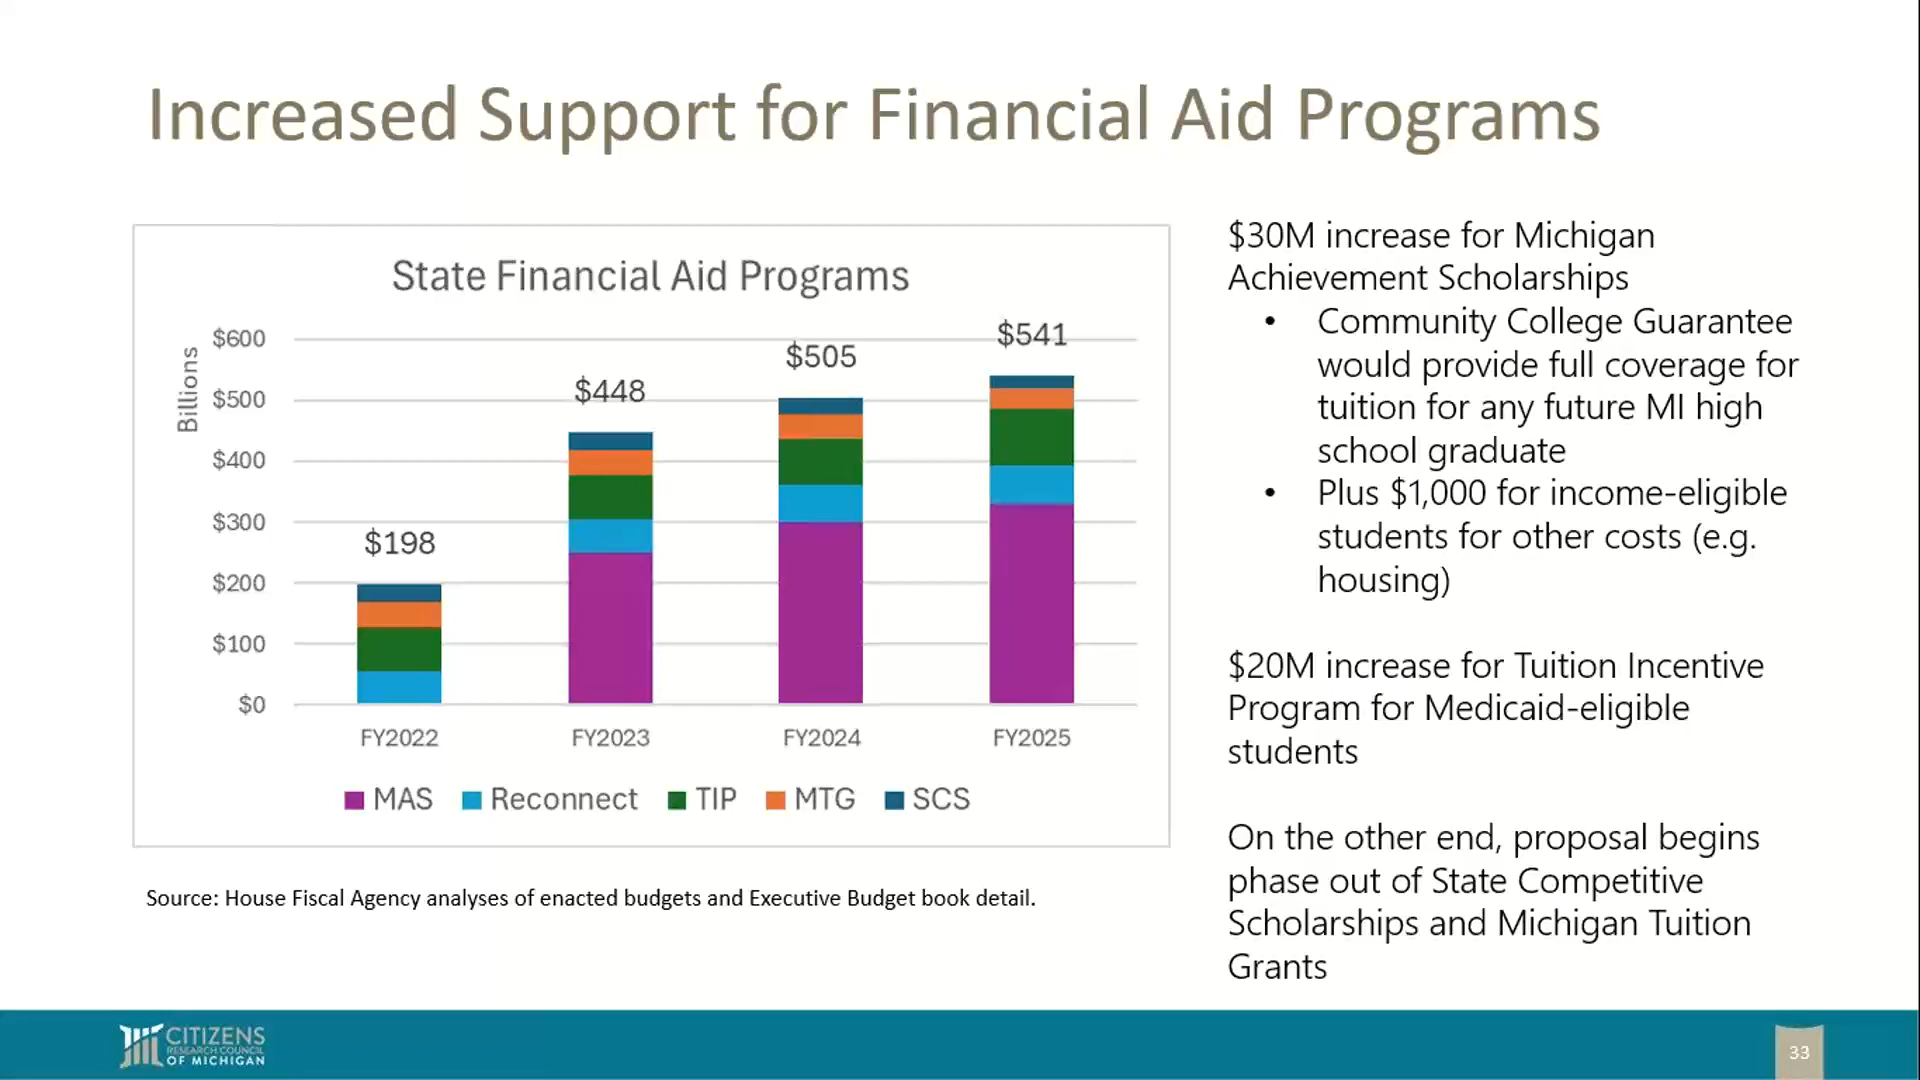 Increased Support for Financial Aid Programs
State Financial Aid Programs
Billions
$600
$500
$400
$300
$200
$100
$0
$198
$448
$505
$541
FY2022
FY2023
FY2024
FY2025
MAS
Reconnect
TIP
MTG
SCS
Source: House Fiscal Agency analyses of enacted budgets and Executive Budget book detail.
$30M increase for Michigan
Achievement Scholarships
• Community College Guarantee
would provide full coverage for
tuition for any future MI high
school graduate
• Plus $1,000 for income-eligible
students for other costs (e.g.
housing)
$20M increase for Tuition Incentive
Program for Medicaid-eligible
students
On the other end, proposal begins
phase out of State Competitive
Scholarships and Michigan Tuition
Grants
CITIZENS
RESEARCH COUNCIL
OF MICHIGAN
33